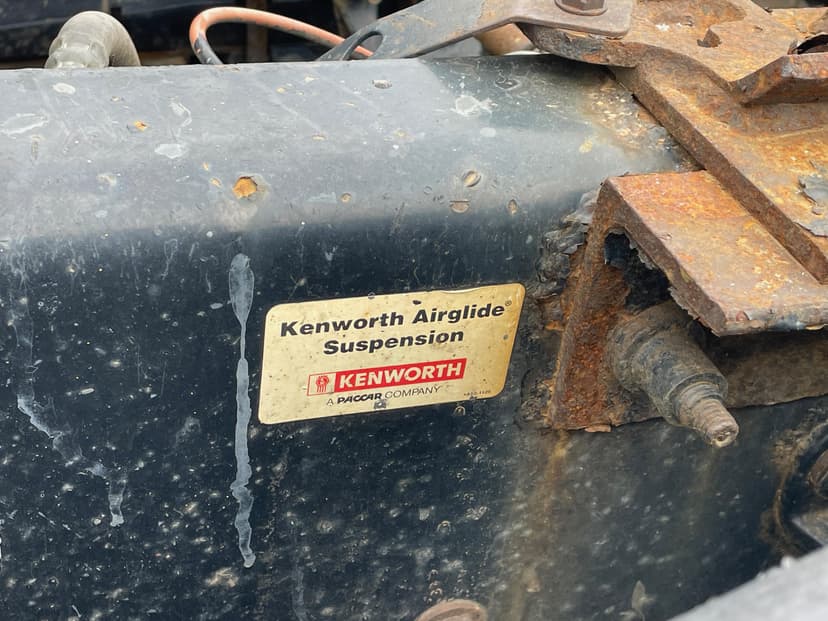 Kenworth Airglide®
Suspension
KENWORTH
A PACCAR COMPANY